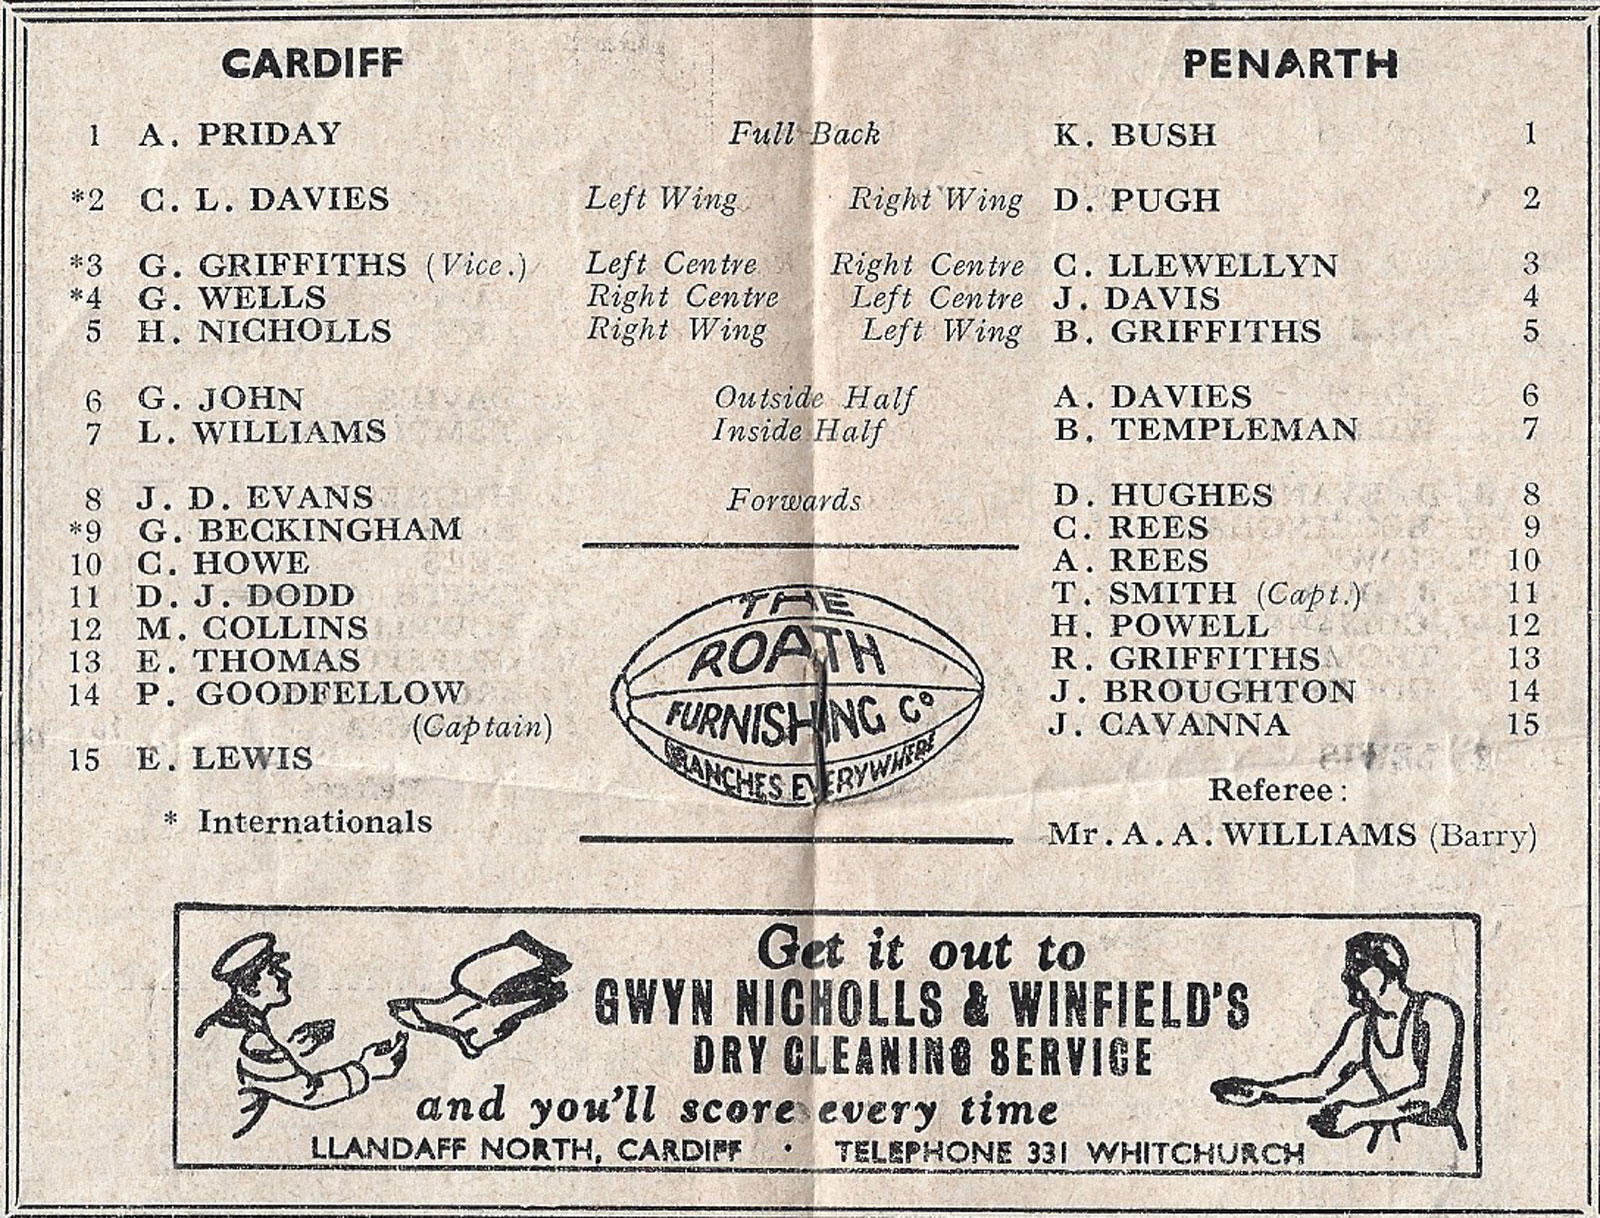 CARDIFF PENARTH
1 A. PRIDAY Full Back K. BUSH 1
*2 C. L. DAVIES Left Wing Right Wing D. PUGH 2
*3 G. GRIFFITHS (Vice.) Left Centre Right Centre C. LLEWELLYN 3
*4 G. WELLS Right Centre Left Centre J. DAVIS 4
5 H. NICHOLLS Right Wing Left Wing B. GRIFFITHS 5
6 G. JOHN Outside Half A. DAVIES 6
7 L. WILLIAMS Inside Half B. TEMPLEMAN 7
8 J. D. EVANS Forwards D. HUGHES 8
*9 G. BECKINGHAM C. REES 9
10 C. HOWE A. REES 10
11 D. J. DODD T. SMITH (Capt.) 11
12 M. COLLINS H. POWELL 12
13 E. THOMAS R. GRIFFITHS 13
14 P. GOODFELLOW J. BROUGHTON 14
(Captain) J. CAVANNA 15
15 E. LEWIS
* Internationals
THE
ROATH
FURNISHING Co
BRANCHES EVERYWHERE
Referee:
Mr. A. A. WILLIAMS (Barry)
Get it out to
GWYN NICHOLLS & WINFIELD'S
DRY CLEANING SERVICE
and you'll score every time
LLANDAFF NORTH, CARDIFF · TELEPHONE 331 WHITCHURCH